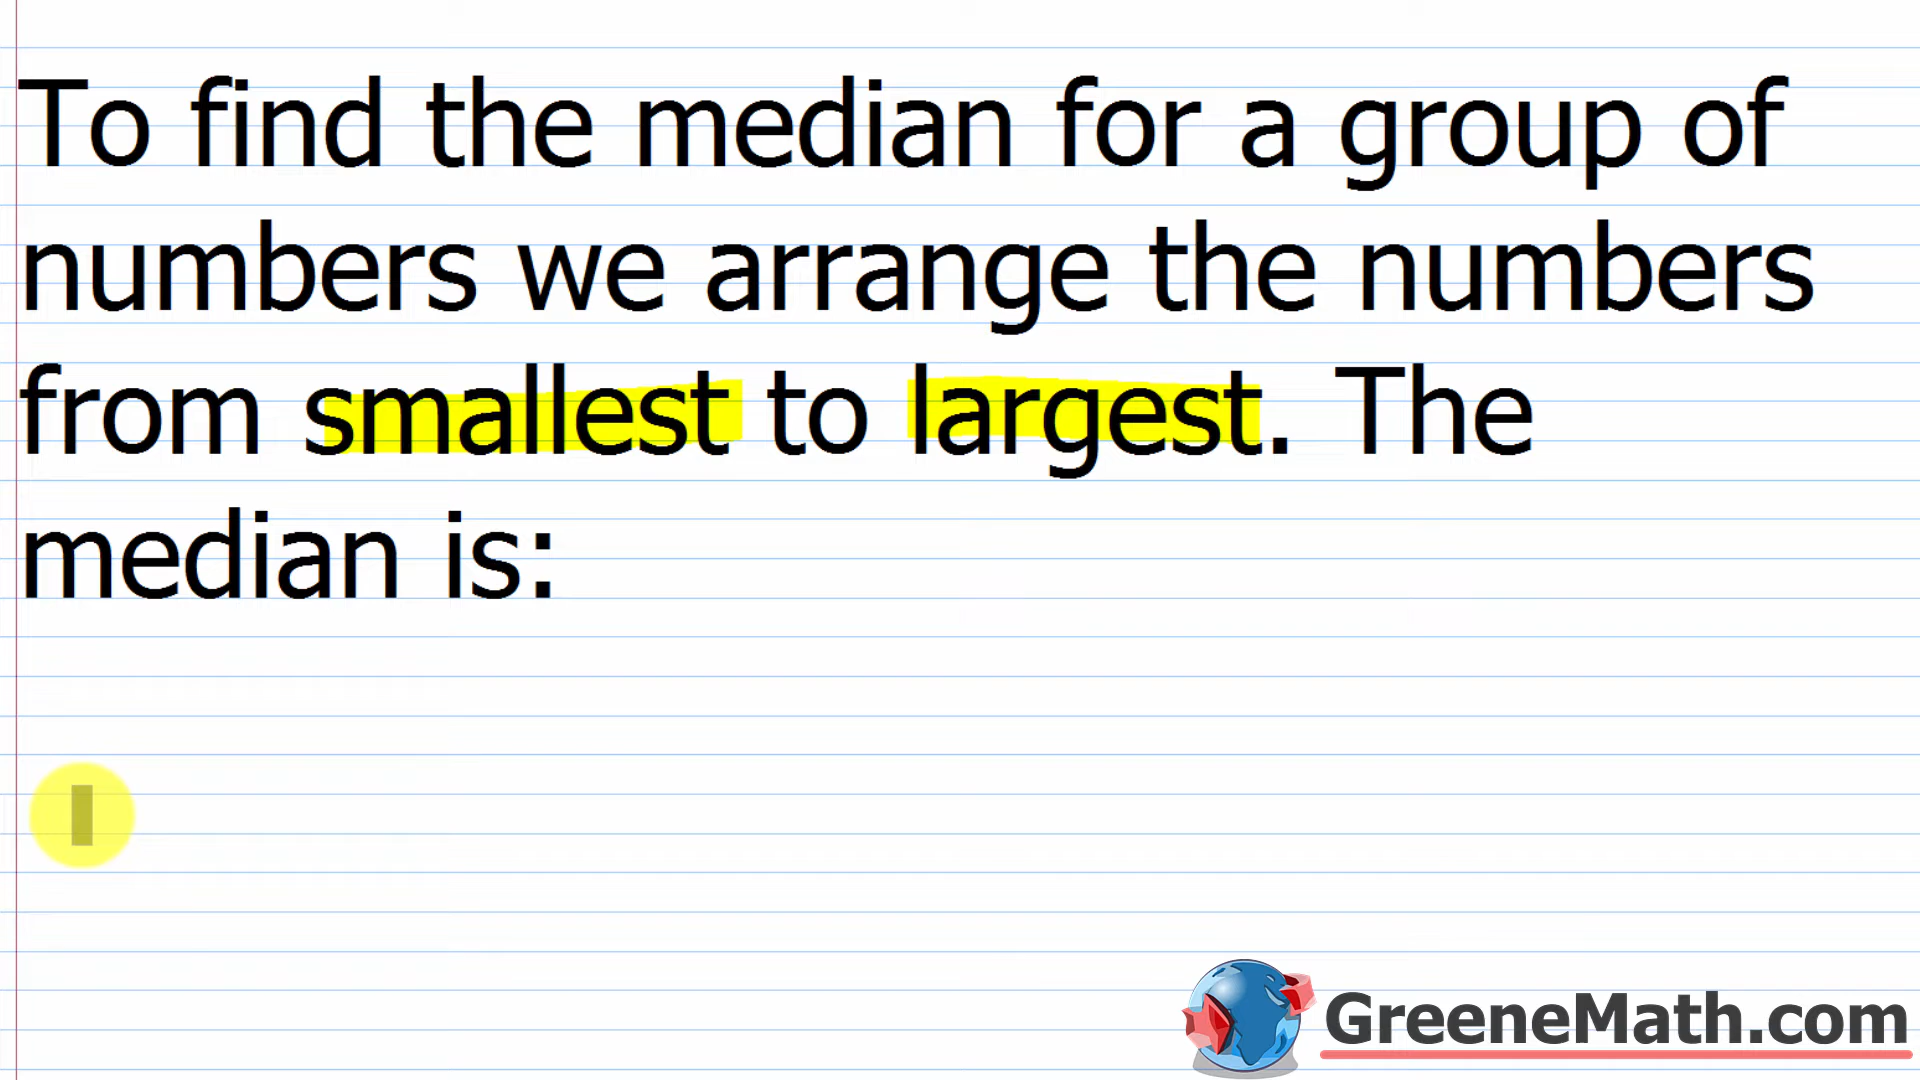 To find the median for a group of
numbers we arrange the numbers
from smallest to largest. The
median is:
GreeneMath.com